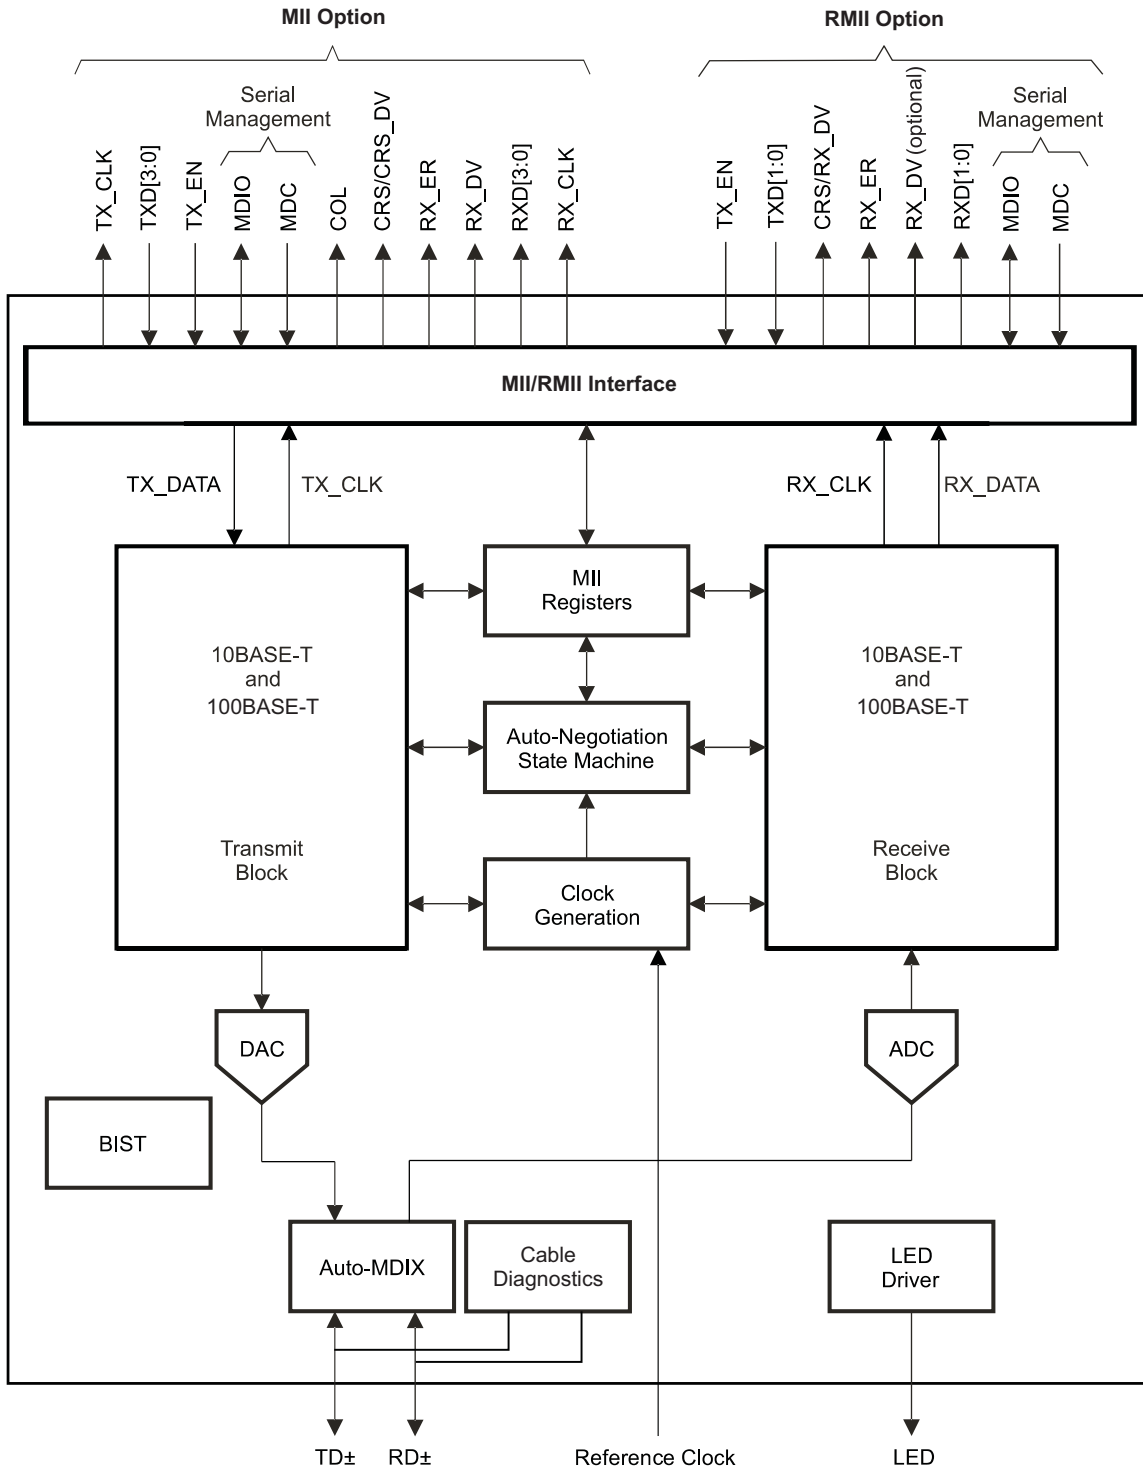 MII Option
RMII Option
Serial
Management
Serial
Management
TX_CLK
TXD[3:0]
TX_EN
MDIO
MDC
COL
CRS/CRS_DV
RX_ER
RX_DV
RXD[3:0]
RX_CLK
TX_EN
TXD[1:0]
CRS/RX_DV
RX_ER
RX_DV (optional)
RXD[1:0]
MDIO
MDC
MII/RMII Interface
TX_DATA
TX_CLK
RX_CLK
RX_DATA
10BASE-T
and
100BASE-T
Transmit
Block
MII
Registers
Auto-Negotiation
State Machine
Clock
Generation
10BASE-T
and
100BASE-T
Receive
Block
DAC
ADC
BIST
Auto-MDIX
Cable
Diagnostics
LED
Driver
TD±
RD±
Reference Clock
LED